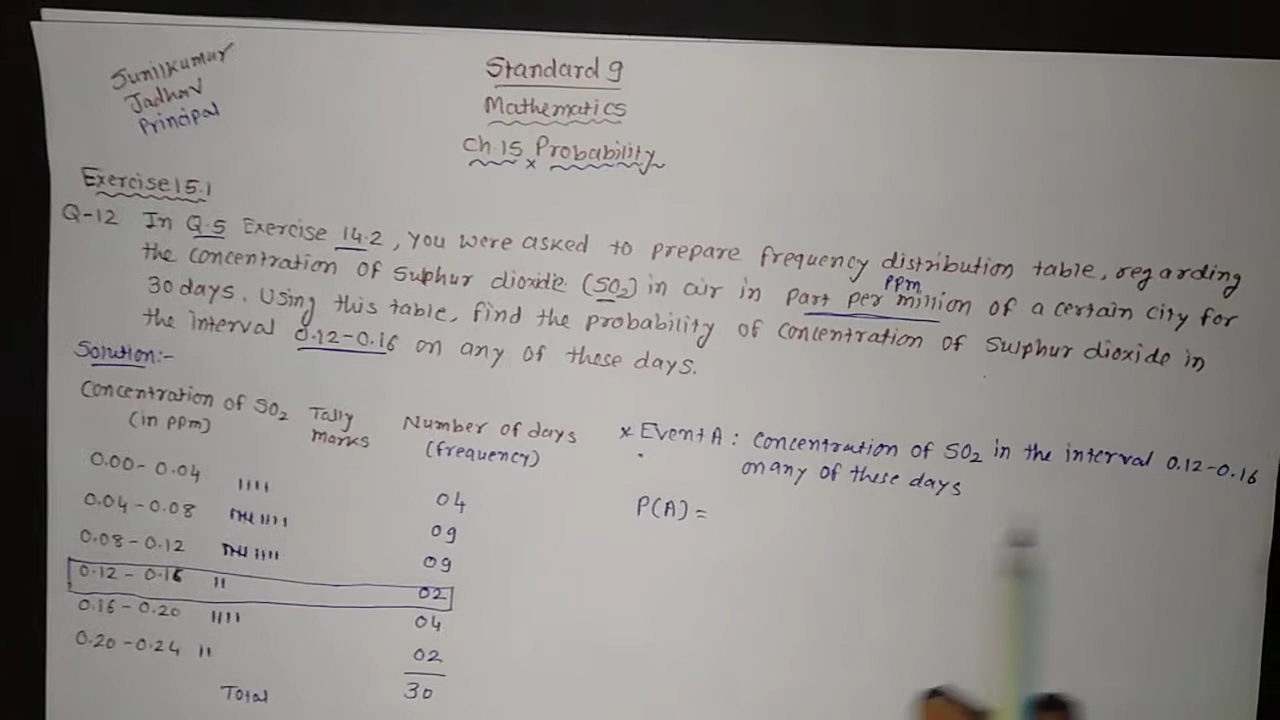 Sunilkumar
Jadhav
Principal
Standard 9
Mathematics
Ch.15 Probability
x
Exercise 15.1
Q-12 In Q.5 Exercise 14.2, you were asked to prepare frequency distribution table, regarding
the concentration of Sulphur dioxide (SO₂) in air in part per million of a certain city for
PPM
30 days. Using this table, find the probability of concentration of Sulphur dioxide in
the interval 0.12-0.16 on any of these days.
Solution:-
Concentration of SO₂ Tally Number of days
(in ppm) marks (frequency)
0.00-0.04 |||| 04
0.04-0.08 𝍸 |||| 09
0.08-0.12 𝍸 |||| 09
0.12-0.16 || 02
0.16-0.20 |||| 04
0.20-0.24 || 02
Total 30
x Event A: Concentration of SO₂ in the interval 0.12-0.16
on any of these days
P(A) =